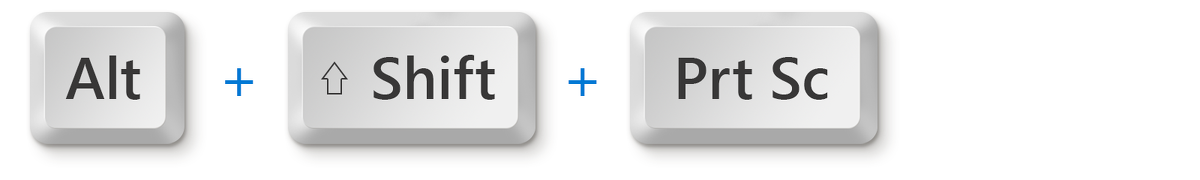 Alt + ⇧ Shift + Prt Sc